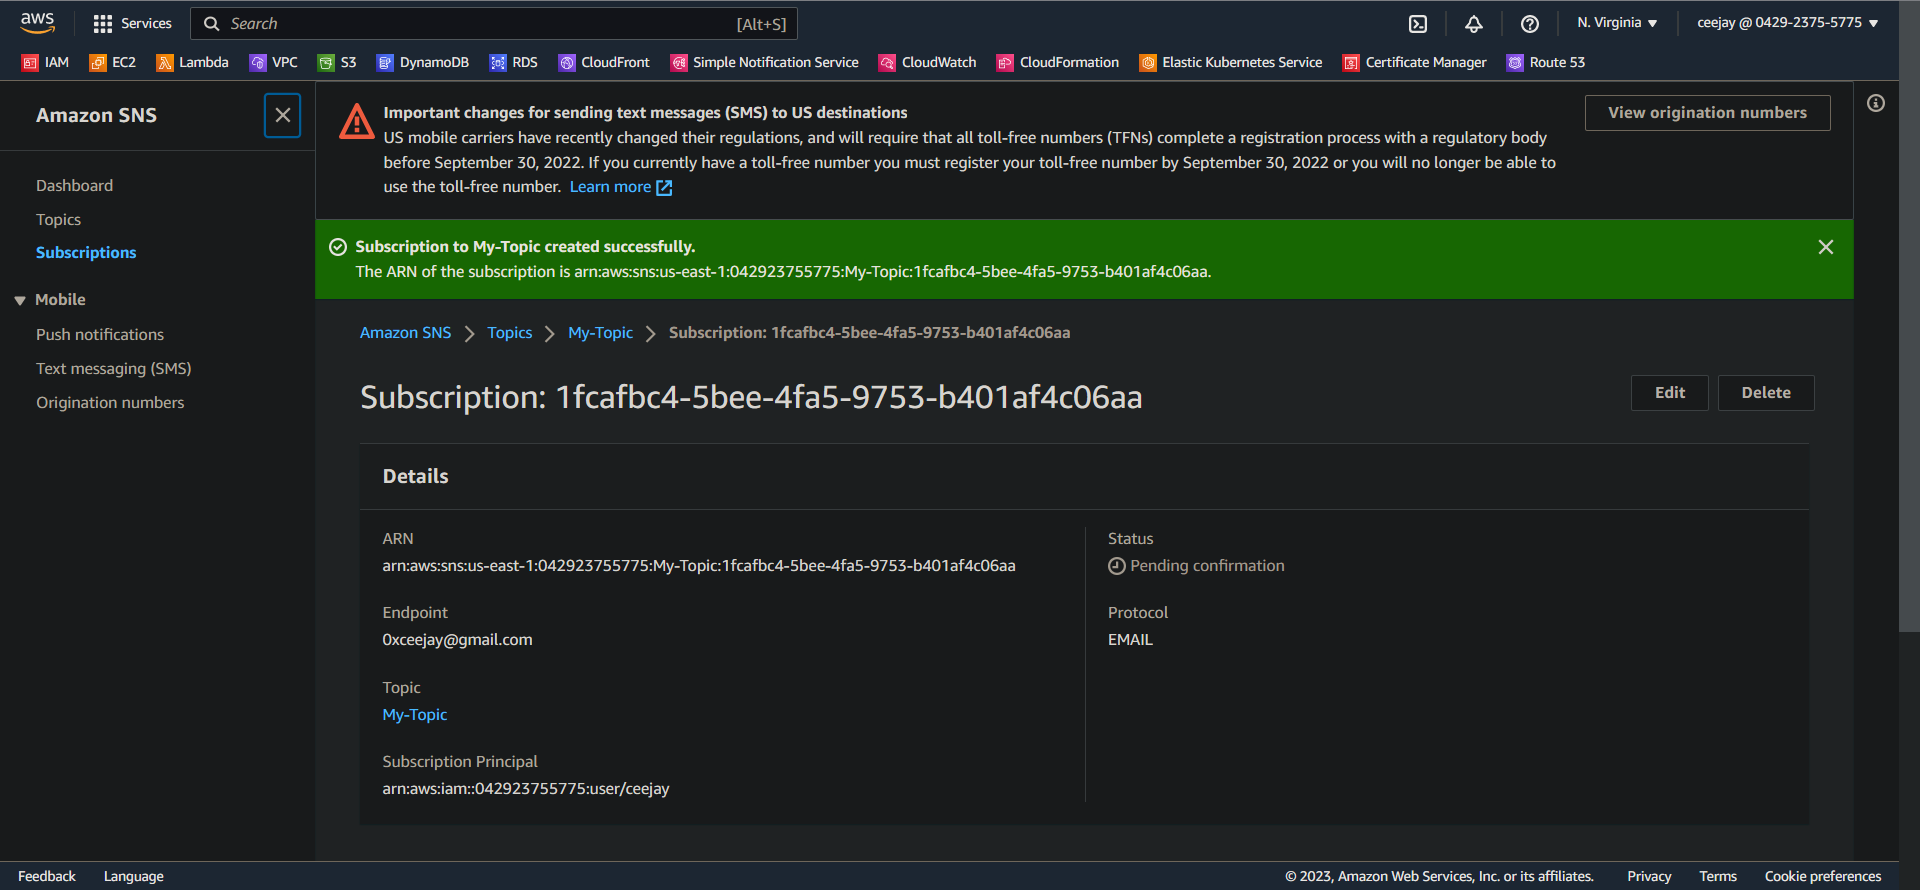 aws Services Search [Alt+S] N. Virginia ceejay @ 0429-2375-5775
IAM EC2 Lambda VPC S3 DynamoDB RDS CloudFront Simple Notification Service CloudWatch CloudFormation Elastic Kubernetes Service Certificate Manager Route 53
Amazon SNS
Dashboard
Topics
Subscriptions
Mobile
Push notifications
Text messaging (SMS)
Origination numbers
Important changes for sending text messages (SMS) to US destinations
US mobile carriers have recently changed their regulations, and will require that all toll-free numbers (TFNs) complete a registration process with a regulatory body
before September 30, 2022. If you currently have a toll-free number you must register your toll-free number by September 30, 2022 or you will no longer be able to
use the toll-free number. Learn more
View origination numbers
Subscription to My-Topic created successfully.
The ARN of the subscription is arn:aws:sns:us-east-1:042923755775:My-Topic:1fcafbc4-5bee-4fa5-9753-b401af4c06aa.
Amazon SNS Topics My-Topic Subscription: 1fcafbc4-5bee-4fa5-9753-b401af4c06aa
Subscription: 1fcafbc4-5bee-4fa5-9753-b401af4c06aa
Edit Delete
Details
ARN
arn:aws:sns:us-east-1:042923755775:My-Topic:1fcafbc4-5bee-4fa5-9753-b401af4c06aa
Endpoint
0xceejay@gmail.com
Topic
My-Topic
Subscription Principal
arn:aws:iam::042923755775:user/ceejay
Status
Pending confirmation
Protocol
EMAIL
Feedback Language © 2023, Amazon Web Services, Inc. or its affiliates. Privacy Terms Cookie preferences